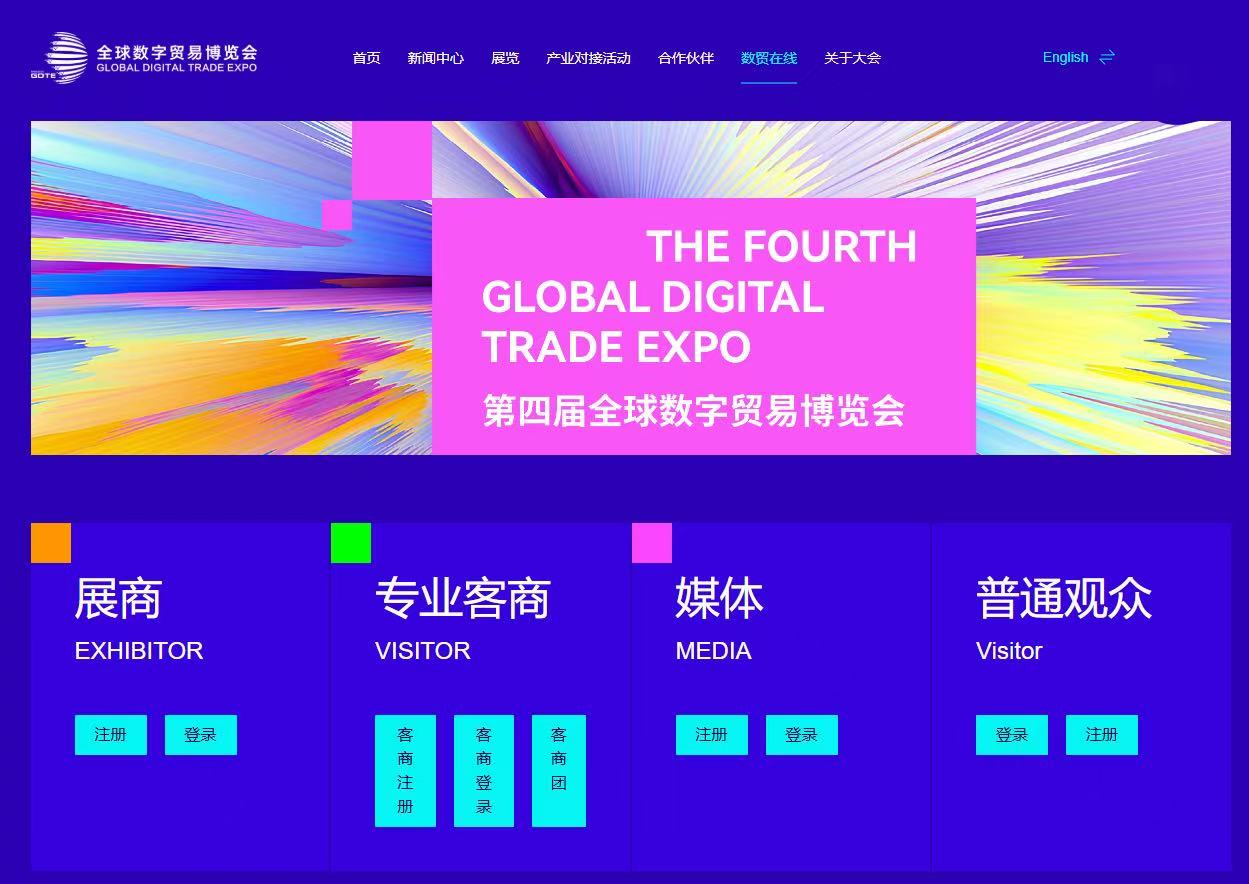 全球数字贸易博览会
GLOBAL DIGITAL TRADE EXPO
GDTE
首页 新闻中心 展览 产业对接活动 合作伙伴 数贸在线 关于大会 English
THE FOURTH
GLOBAL DIGITAL
TRADE EXPO
第四届全球数字贸易博览会
展商
EXHIBITOR
注册 登录
专业客商
VISITOR
客商注册 客商登录 客商团
媒体
MEDIA
注册 登录
普通观众
Visitor
登录 注册